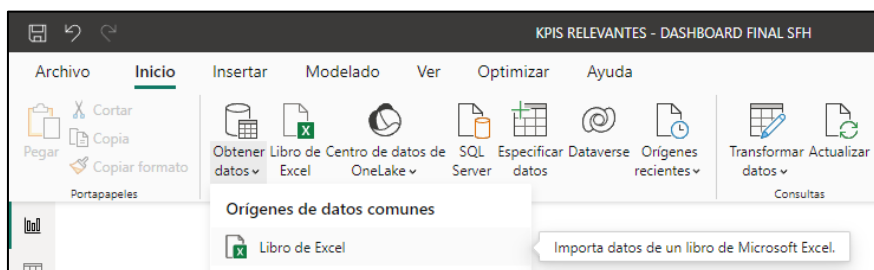 KPIS RELEVANTES - DASHBOARD FINAL SFH
Archivo Inicio Insertar Modelado Ver Optimizar Ayuda
Pegar
Cortar
Copia
Copiar formato
Portapapeles
Obtener datos
Libro de Excel
Centro de datos de OneLake
SQL Server
Especificar datos
Dataverse
Orígenes recientes
Transformar datos
Actualizar
Consultas
Orígenes de datos comunes
Libro de Excel
Importa datos de un libro de Microsoft Excel.